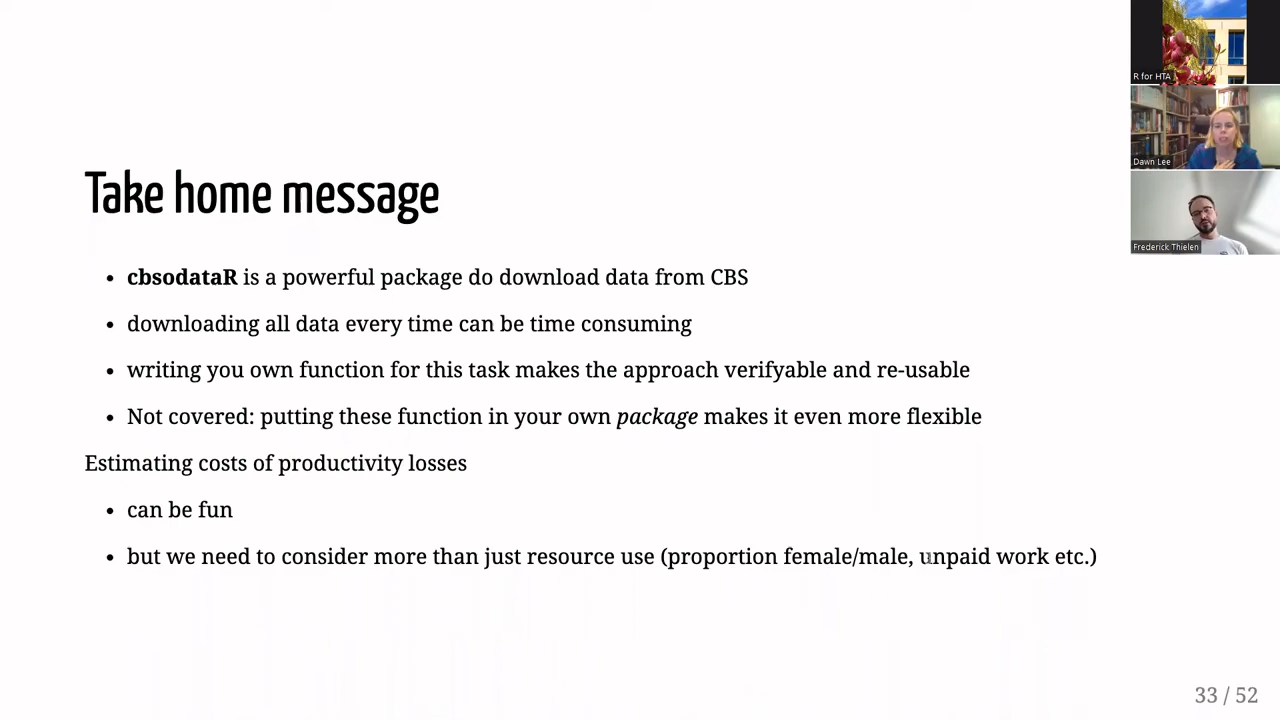 Take home message
• cbsodataR is a powerful package do download data from CBS
• downloading all data every time can be time consuming
• writing you own function for this task makes the approach verifyable and re-usable
• Not covered: putting these function in your own package makes it even more flexible
Estimating costs of productivity losses
• can be fun
• but we need to consider more than just resource use (proportion female/male, unpaid work etc.)
33 / 52
R for HTA
Dawn Lee
Frederick Thielen